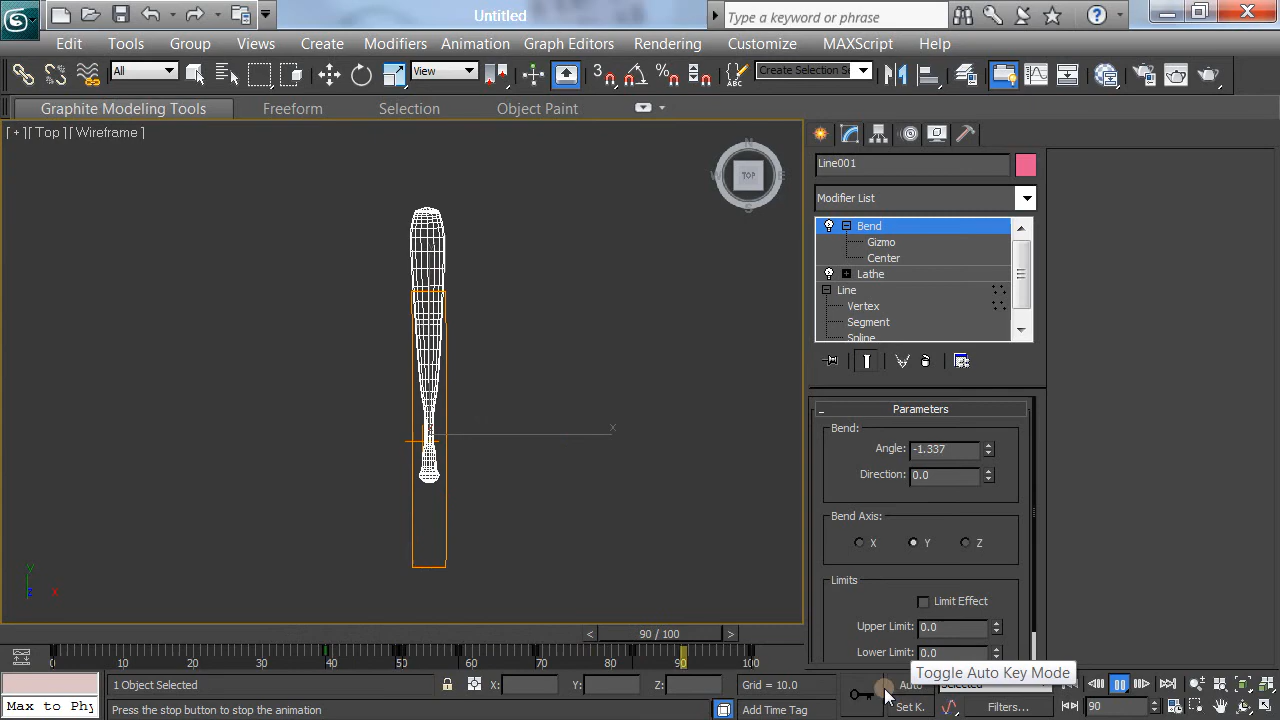 Untitled
Type a keyword or phrase
Edit Tools Group Views Create Modifiers Animation Graph Editors Rendering Customize MAXScript Help
All View Create Selection Se
Graphite Modeling Tools Freeform Selection Object Paint
[ + ][ Top ][ Wireframe ]
N
W TOP E
S
x
y
z x
Line001
Modifier List
Bend
Gizmo
Center
Lathe
Line
Vertex
Segment
Spline
Parameters
Bend:
Angle: -1.337
Direction: 0.0
Bend Axis:
X Y Z
Limits
Limit Effect
Upper Limit: 0.0
Lower Limit: 0.0
Toggle Auto Key Mode
< 90 / 100 >
0 10 20 30 40 50 60 70 80 90 100
1 Object Selected X: Y: Z: Grid = 10.0 Auto Selected
Max to Phy Press the stop button to stop the animation Add Time Tag Set K. Filters... 90